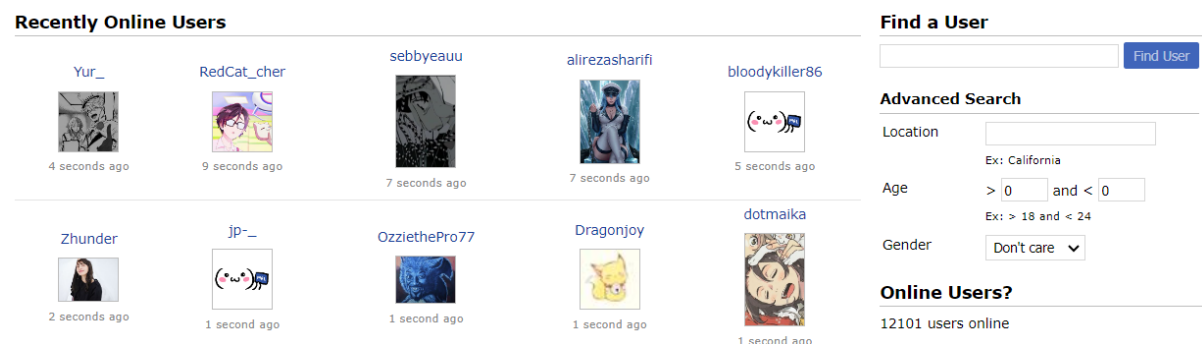 Recently Online Users
Yur_
4 seconds ago
RedCat_cher
9 seconds ago
sebbyeauu
7 seconds ago
alirezasharifi
7 seconds ago
bloodykiller86
5 seconds ago
Zhunder
2 seconds ago
jp-_
1 second ago
OzziethePro77
1 second ago
Dragonjoy
1 second ago
dotmaika
1 second ago
Find a User
Find User
Advanced Search
Location
Ex: California
Age > 0 and < 0
Ex: > 18 and < 24
Gender Don't care
Online Users?
12101 users online